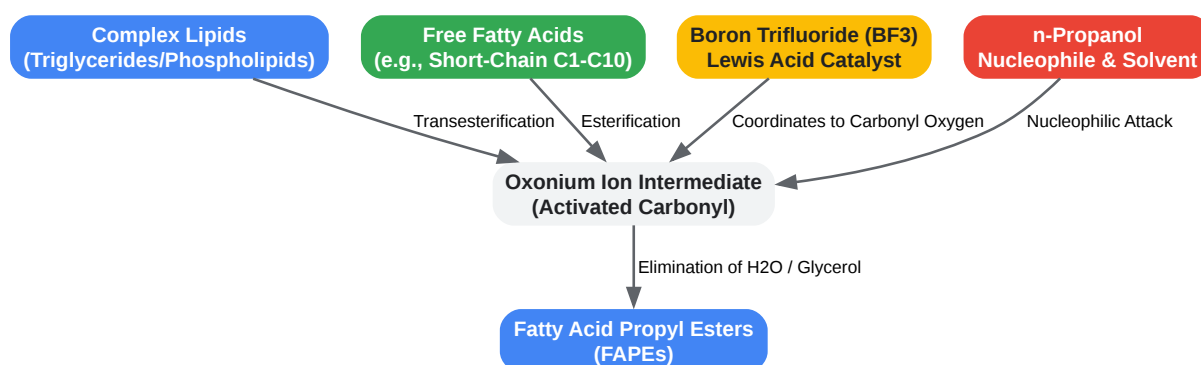 Complex Lipids
(Triglycerides/Phospholipids)
Free Fatty Acids
(e.g., Short-Chain C1-C10)
Boron Trifluoride (BF3)
Lewis Acid Catalyst
n-Propanol
Nucleophile & Solvent
Transesterification
Esterification
Coordinates to Carbonyl Oxygen
Nucleophilic Attack
Oxonium Ion Intermediate
(Activated Carbonyl)
Elimination of H2O / Glycerol
Fatty Acid Propyl Esters
(FAPEs)